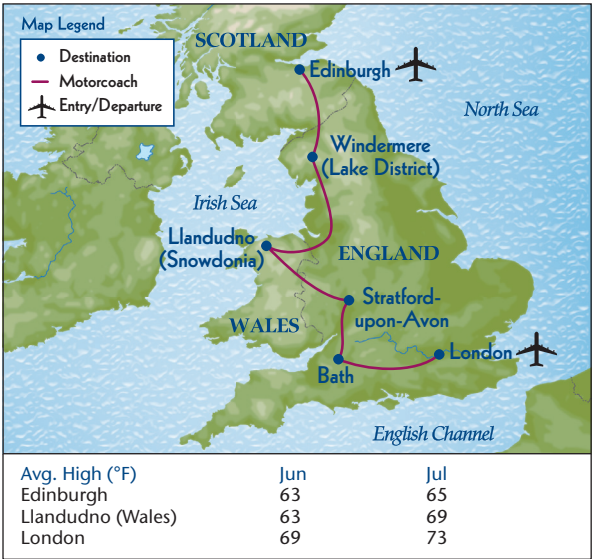 Map Legend
Destination
Motorcoach
Entry/Departure
SCOTLAND
Edinburgh
North Sea
Windermere
(Lake District)
Irish Sea
Llandudno
(Snowdonia)
ENGLAND
Stratford-
upon-Avon
WALES
London
Bath
English Channel
Avg. High (°F) Jun Jul
Edinburgh 63 65
Llandudno (Wales) 63 69
London 69 73